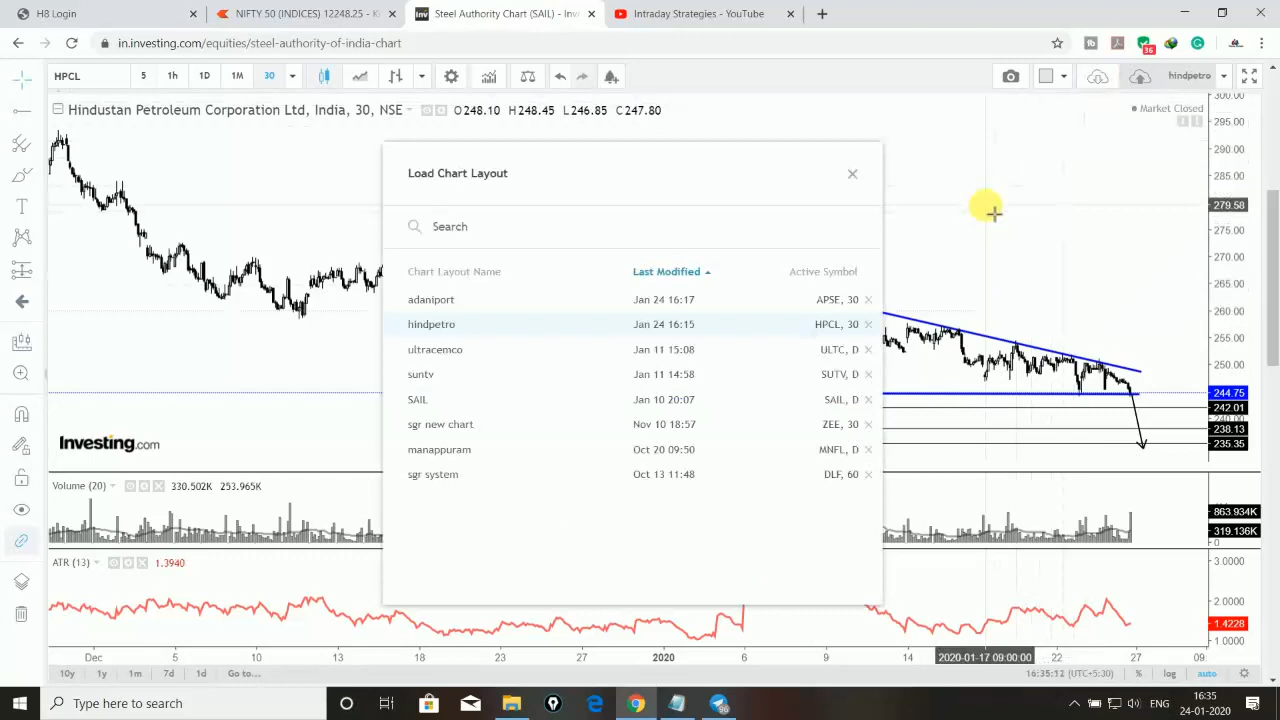 H8 Login
NIFTY 50 (INDICES) 12248.25 - K
Steel Authority Chart (SAIL) - Inv
Intraday Strategies - YouTube
in.investing.com/equities/steel-authority-of-india-chart
36
HPCL 5 1h 1D 1M 30
hindpetro
Hindustan Petroleum Corporation Ltd, India, 30, NSE O248.10 H248.45 L246.85 C247.80
Market Closed
300.00
295.00
290.00
285.00
279.58
275.00
270.00
265.00
260.00
255.00
250.00
244.75
242.01
240.00
238.13
235.35
Load Chart Layout
Search
Chart Layout Name Last Modified Active Symbol
adaniport Jan 24 16:17 APSE, 30
hindpetro Jan 24 16:15 HPCL, 30
ultracemco Jan 11 15:08 ULTC, D
suntv Jan 11 14:58 SUTV, D
SAIL Jan 10 20:07 SAIL, D
sgr new chart Nov 10 18:57 ZEE, 30
manappuram Oct 20 09:50 MNFL, D
sgr system Oct 13 11:48 DLF, 60
Investing.com
Volume (20) 330.502K 253.965K
863.934K
319.136K
0
ATR (13) 1.3940
3.0000
2.0000
1.4228
1.0000
Dec 5 10 13 18 23 27 2020 6 9 14 2020-01-17 09:00:00 22 27 09:
10y 1y 1m 7d 1d Go to... 16:35:12 (UTC+5:30) % log auto
Type here to search
96
ENG
16:35
24-01-2020